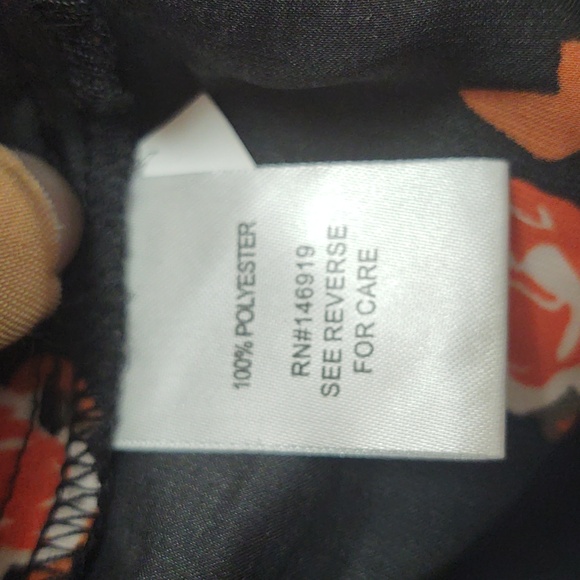 100% POLYESTER
RN#146919
SEE REVERSE
FOR CARE